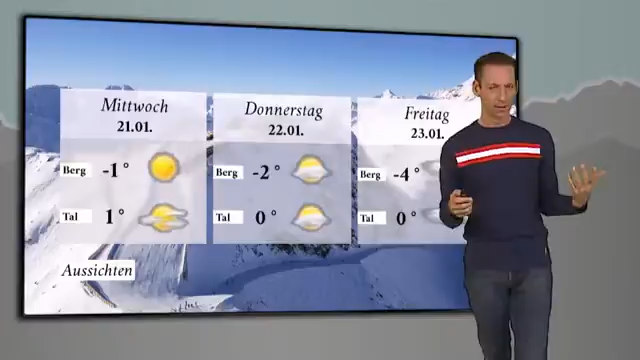 Mittwoch
21.01.
Berg -1°
Tal 1°
Donnerstag
22.01.
Berg -2°
Tal 0°
Freitag
23.01.
Berg -4°
Tal 0°
Aussichten